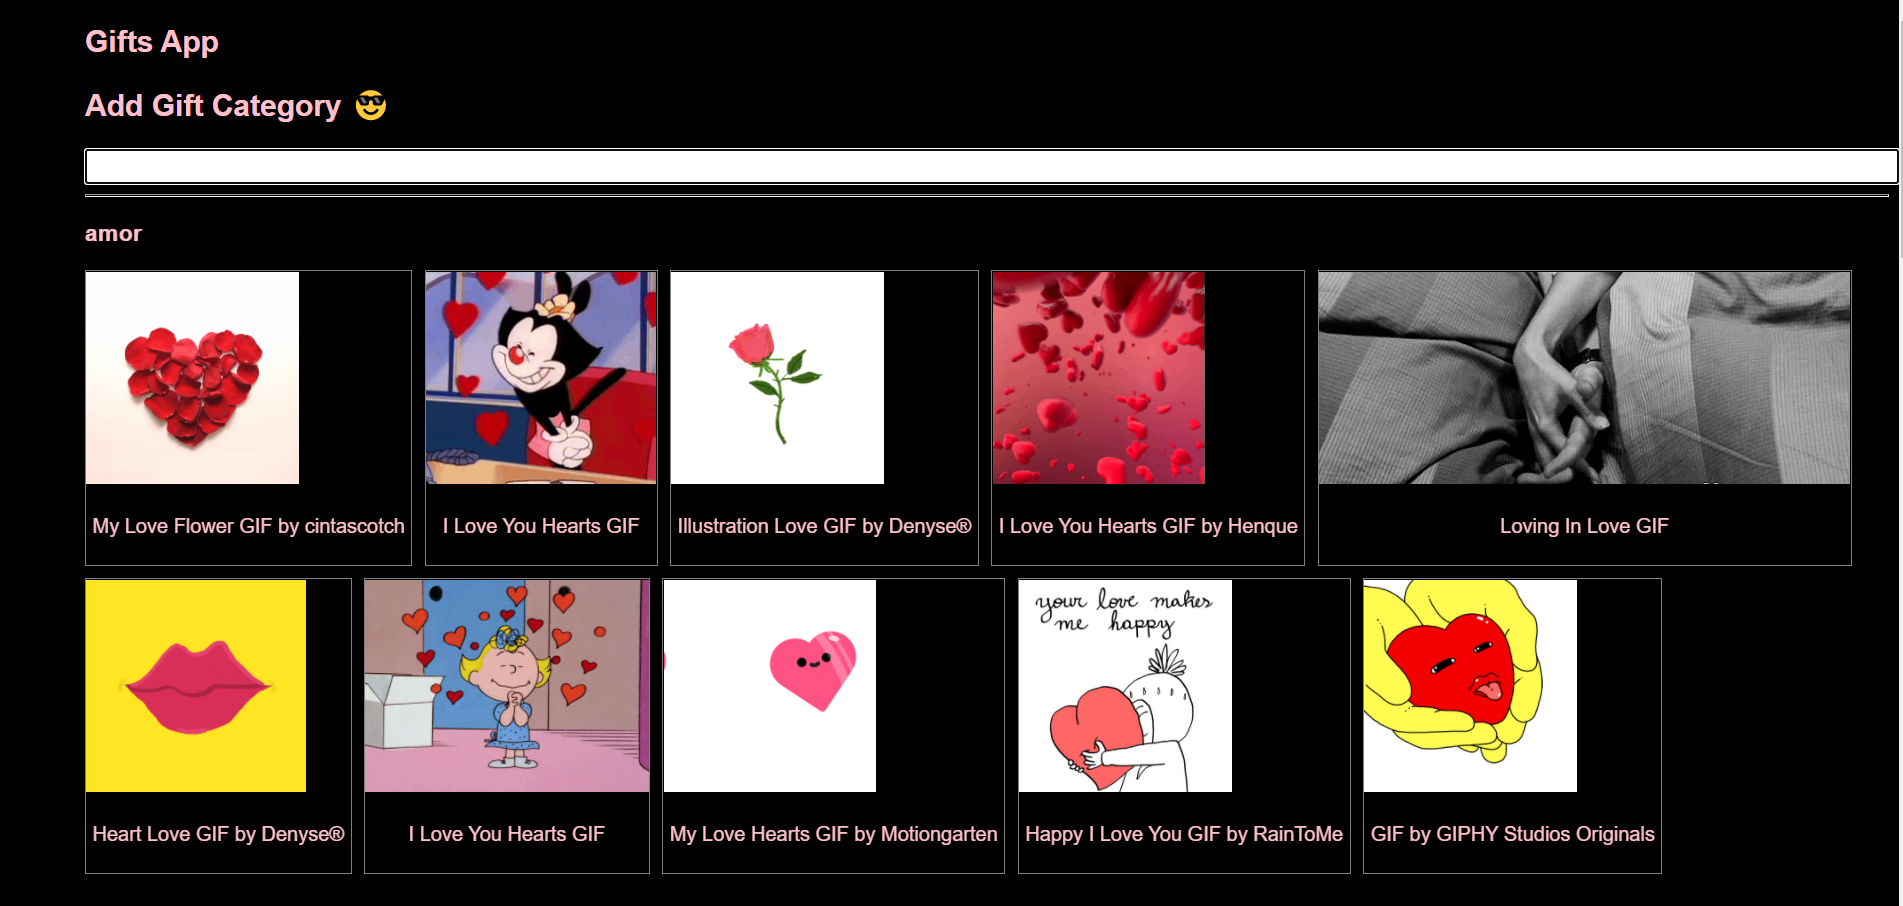 Gifts App
Add Gift Category 😎
amor
My Love Flower GIF by cintascotch
I Love You Hearts GIF
Illustration Love GIF by Denyse®
I Love You Hearts GIF by Henque
Loving In Love GIF
your love makes
me happy
Heart Love GIF by Denyse®
I Love You Hearts GIF
My Love Hearts GIF by Motiongarten
Happy I Love You GIF by RainToMe
GIF by GIPHY Studios Originals